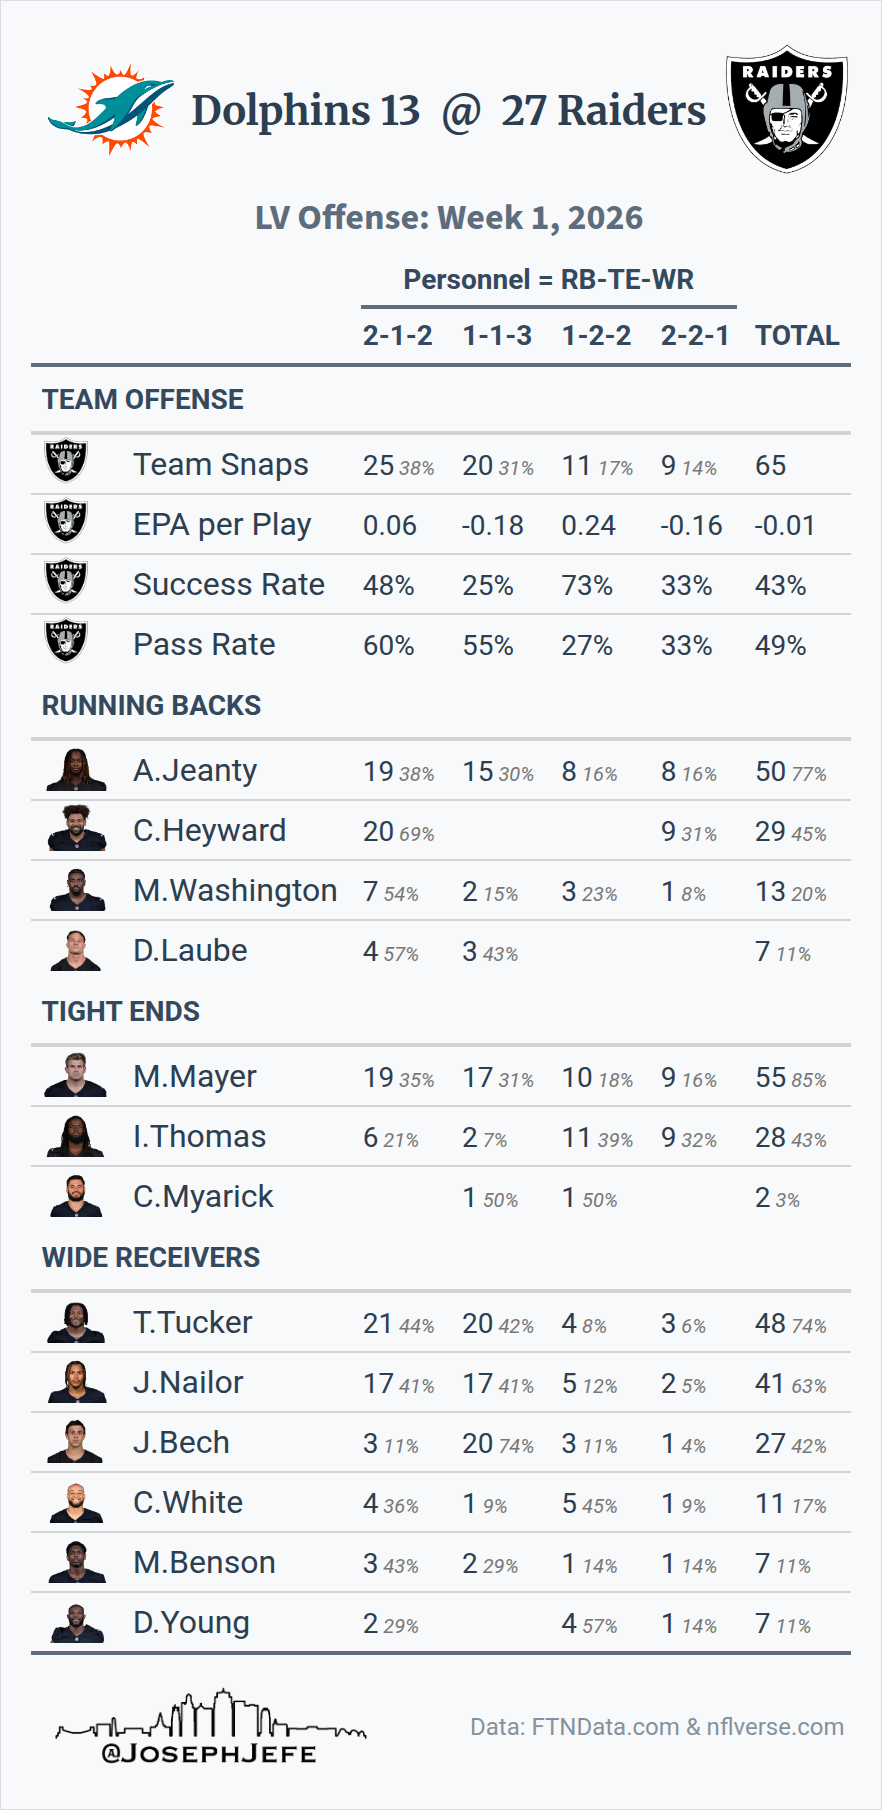 RAIDERS
Dolphins 13 @ 27 Raiders
LV Offense: Week 1, 2026
Personnel = RB-TE-WR
2-1-2 1-1-3 1-2-2 2-2-1 TOTAL
TEAM OFFENSE
RAIDERS Team Snaps 25 38% 20 31% 11 17% 9 14% 65
RAIDERS EPA per Play 0.06 -0.18 0.24 -0.16 -0.01
RAIDERS Success Rate 48% 25% 73% 33% 43%
RAIDERS Pass Rate 60% 55% 27% 33% 49%
RUNNING BACKS
A.Jeanty 19 38% 15 30% 8 16% 8 16% 50 77%
C.Heyward 20 69% 9 31% 29 45%
M.Washington 7 54% 2 15% 3 23% 1 8% 13 20%
D.Laube 4 57% 3 43% 7 11%
TIGHT ENDS
M.Mayer 19 35% 17 31% 10 18% 9 16% 55 85%
I.Thomas 6 21% 2 7% 11 39% 9 32% 28 43%
C.Myarick 1 50% 1 50% 2 3%
WIDE RECEIVERS
T.Tucker 21 44% 20 42% 4 8% 3 6% 48 74%
J.Nailor 17 41% 17 41% 5 12% 2 5% 41 63%
J.Bech 3 11% 20 74% 3 11% 1 4% 27 42%
C.White 4 36% 1 9% 5 45% 1 9% 11 17%
M.Benson 3 43% 2 29% 1 14% 1 14% 7 11%
D.Young 2 29% 4 57% 1 14% 7 11%
@JOSEPHJEFE
Data: FTNData.com & nflverse.com